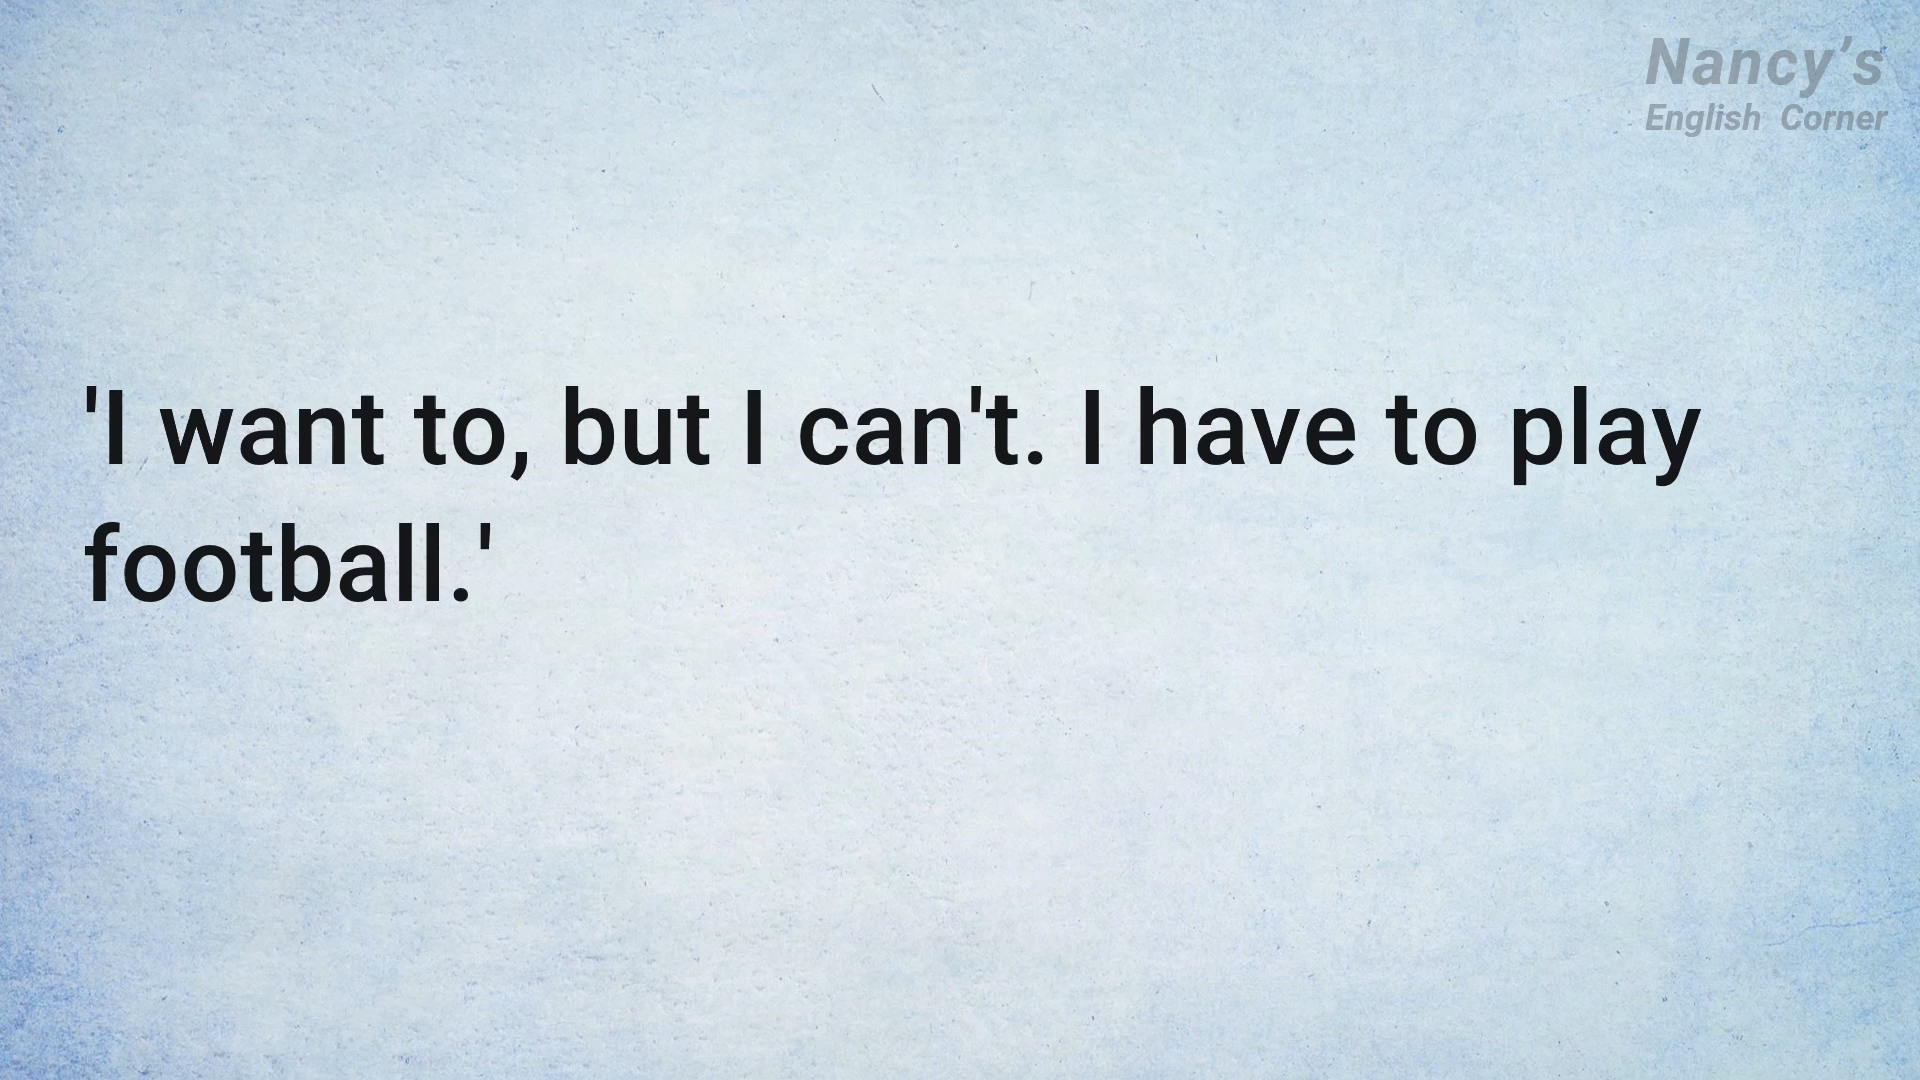 Nancy’s
English Corner
'I want to, but I can't. I have to play
football.'